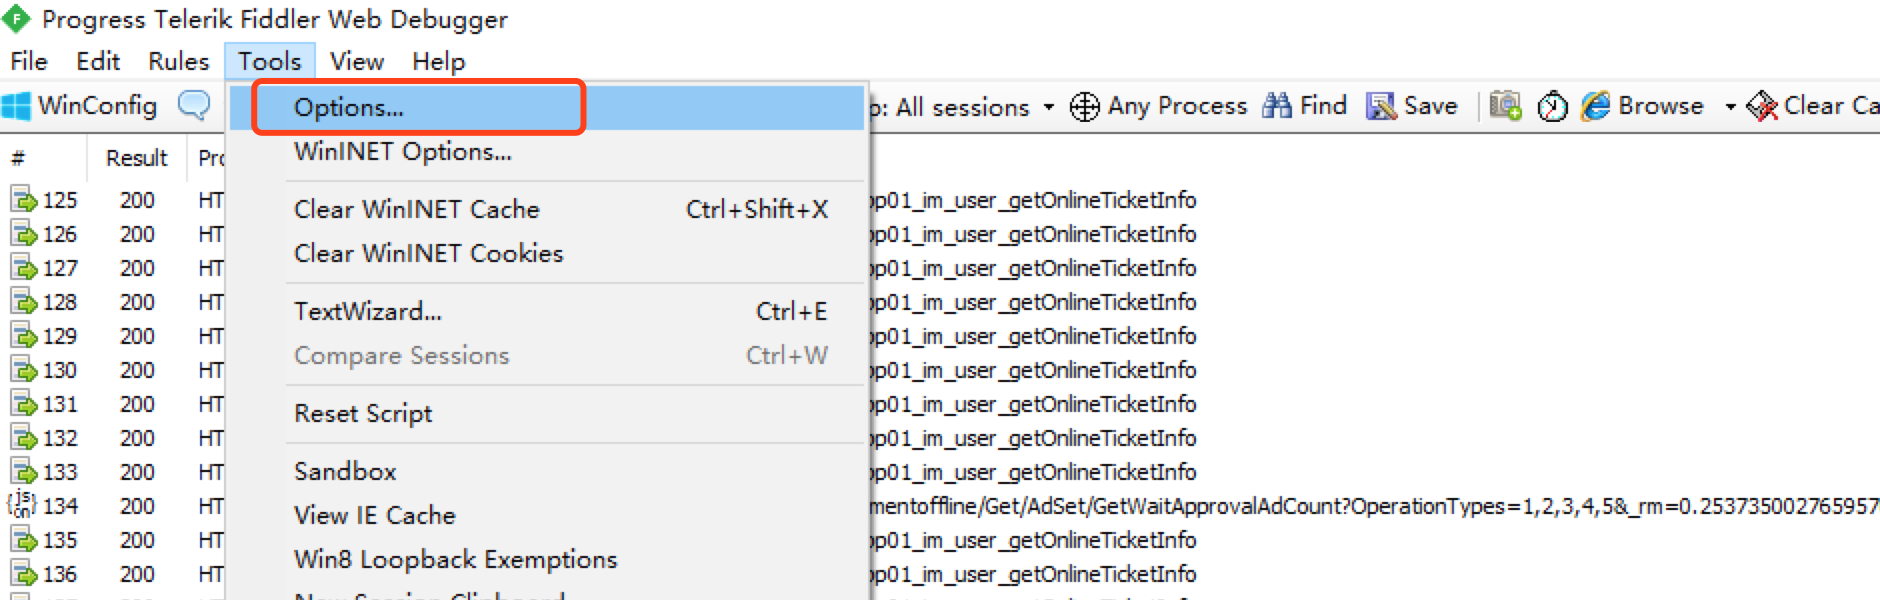 Progress Telerik Fiddler Web Debugger
File Edit Rules Tools View Help
WinConfig All sessions Any Process Find Save Browse Clear
Options...
WinINET Options...
Clear WinINET Cache Ctrl+Shift+X
Clear WinINET Cookies
TextWizard... Ctrl+E
Compare Sessions Ctrl+W
Reset Script
Sandbox
View IE Cache
Win8 Loopback Exemptions
# Result
125 200 HT p01_im_user_getOnlineTicketInfo
126 200 HT p01_im_user_getOnlineTicketInfo
127 200 HT p01_im_user_getOnlineTicketInfo
128 200 HT p01_im_user_getOnlineTicketInfo
129 200 HT p01_im_user_getOnlineTicketInfo
130 200 HT p01_im_user_getOnlineTicketInfo
131 200 HT p01_im_user_getOnlineTicketInfo
132 200 HT p01_im_user_getOnlineTicketInfo
133 200 HT p01_im_user_getOnlineTicketInfo
134 200 HT mentoffline/Get/AdSet/GetWaitApprovalAdCount?OperationTypes=1,2,3,4,5&_rm=0.253735002765957
135 200 HT p01_im_user_getOnlineTicketInfo
136 200 HT p01_im_user_getOnlineTicketInfo